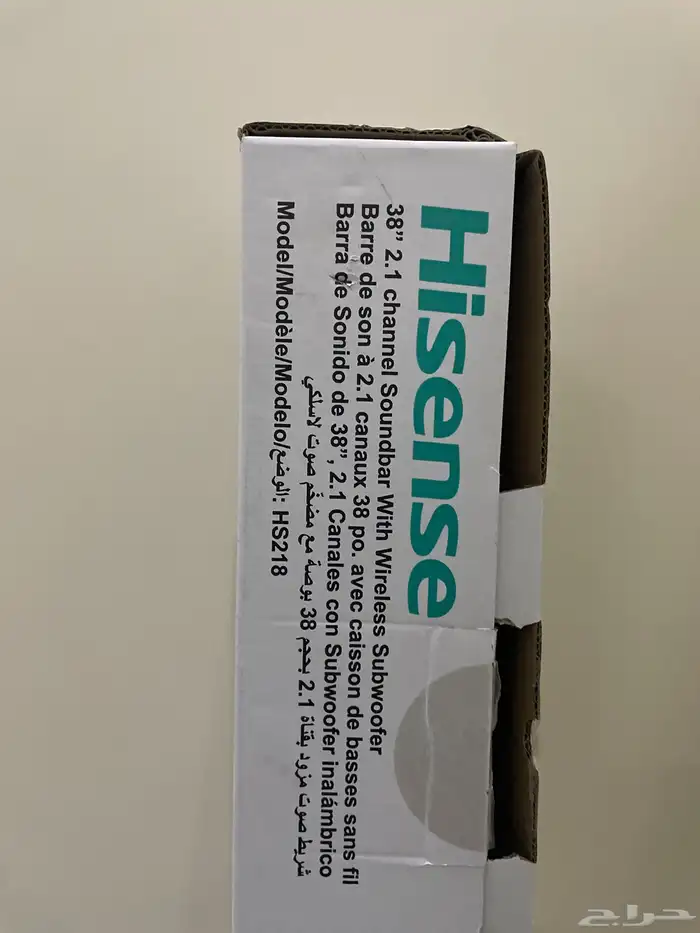 Hisense
38” 2.1 channel Soundbar With Wireless Subwoofer
Barre de son à 2.1 canaux 38 po. avec caisson de basses sans fil
Barra de Sonido de 38”, 2.1 Canales con Subwoofer inalámbrico
شريط صوت مزود بقناة 2.1 بحجم 38 بوصة مع مضخّم صوت لاسلكي
Model/Modèle/Modelo/الوضع: HS218
حراج